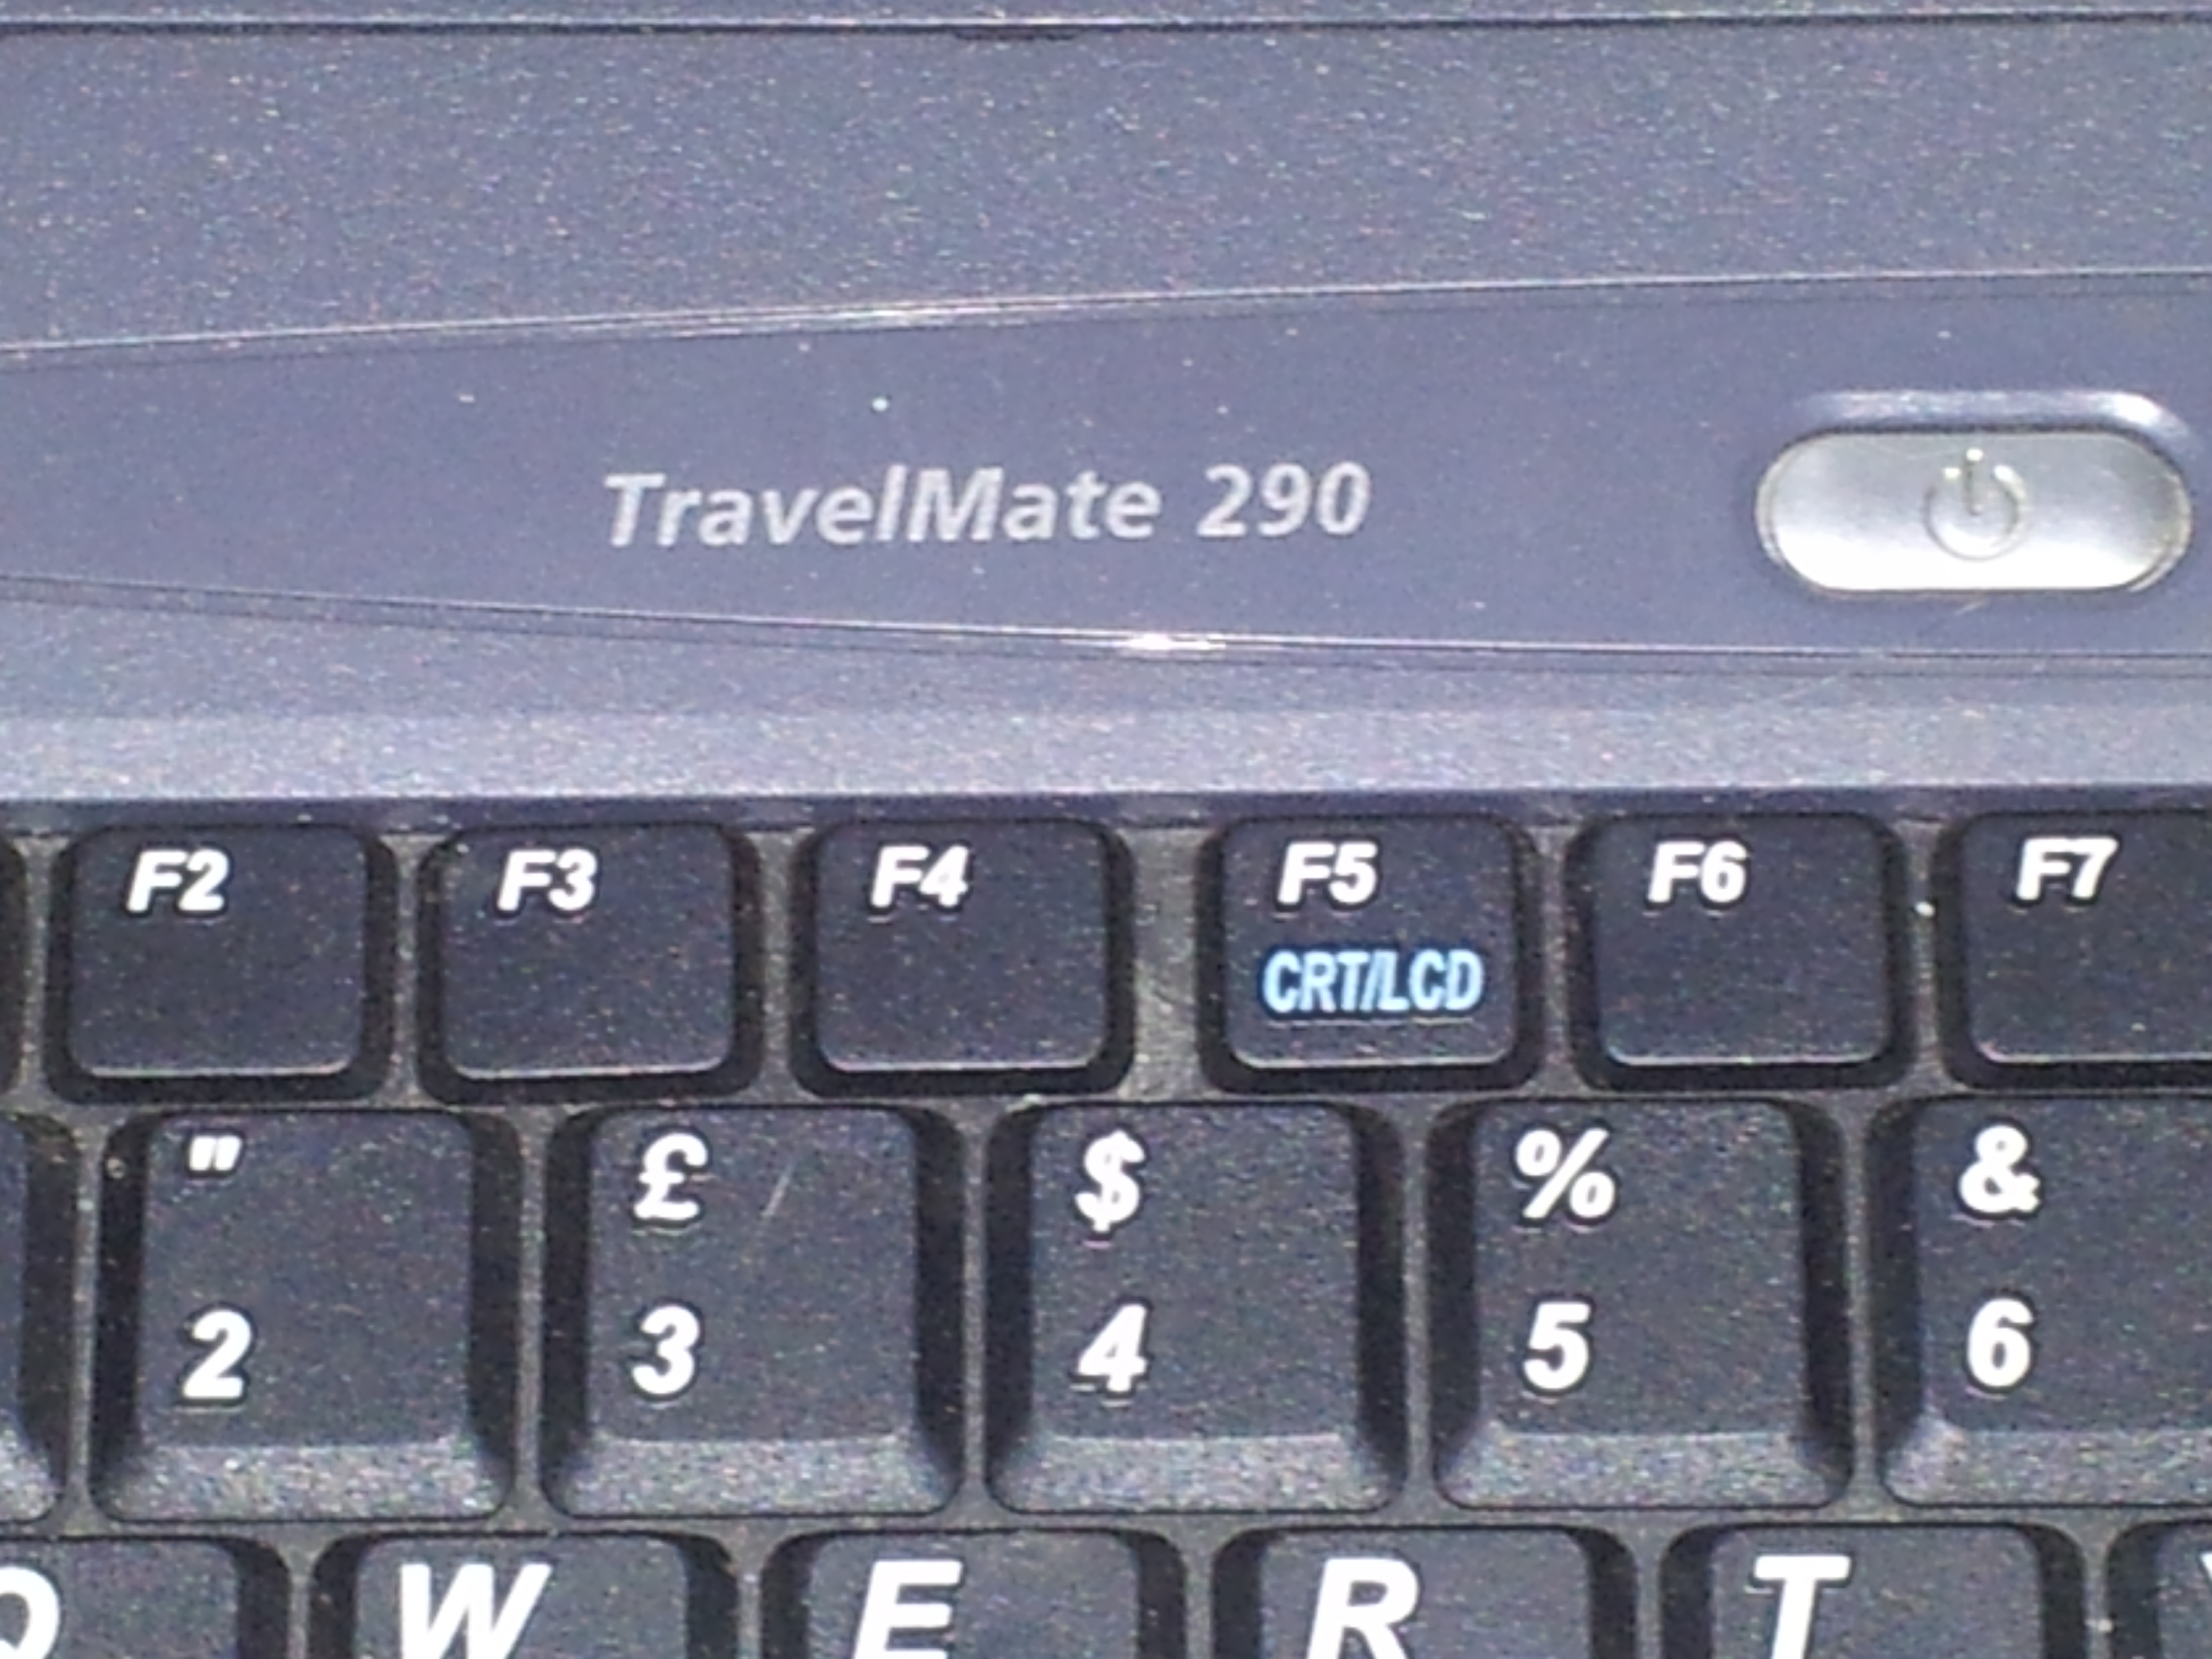 TravelMate 290
F2 F3 F4 F5 F6 F7
CRT/LCD
" £ $ % &
2 3 4 5 6
Q W E R T